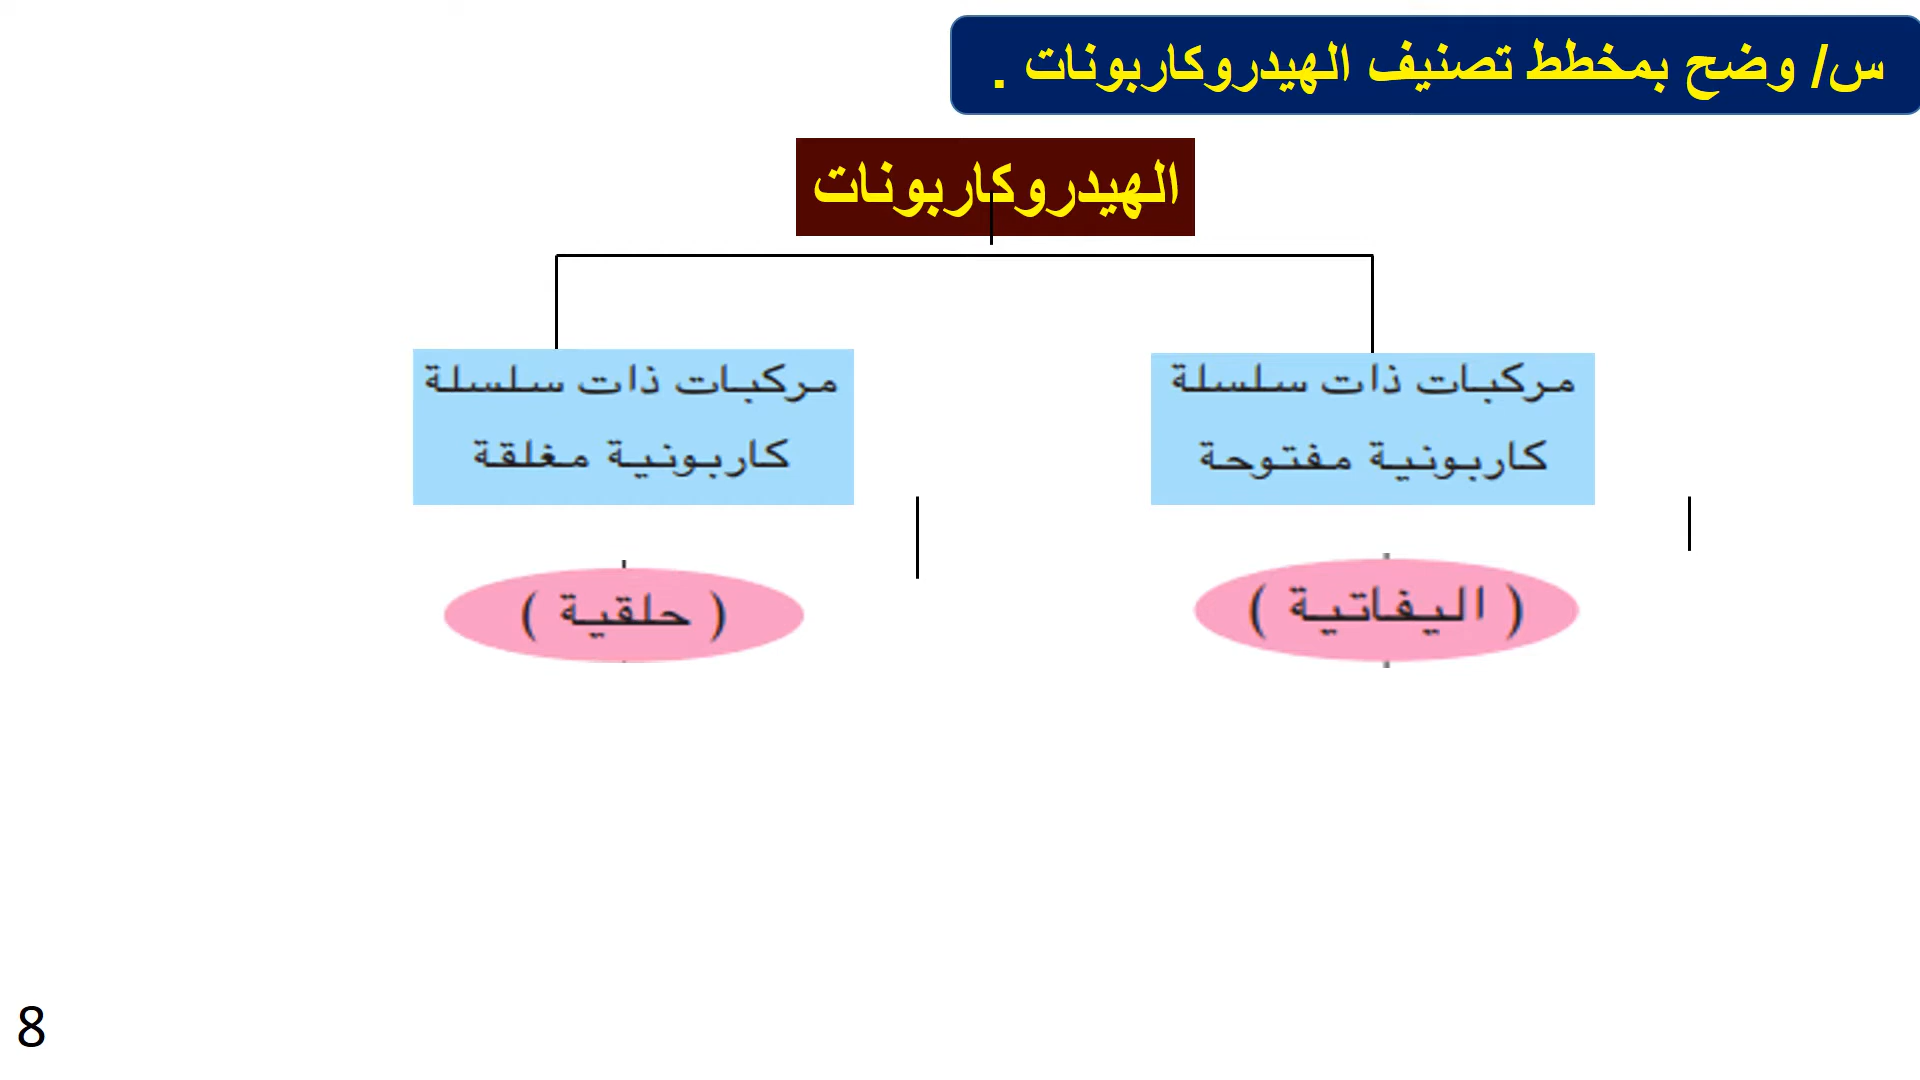 س/ وضح بمخطط تصنيف الهيدروكاربونات .
الهيدروكاربونات
مركبات ذات سلسلة
كاربونية مفتوحة
مركبات ذات سلسلة
كاربونية مغلقة
( اليفاتية )
( حلقية )
8